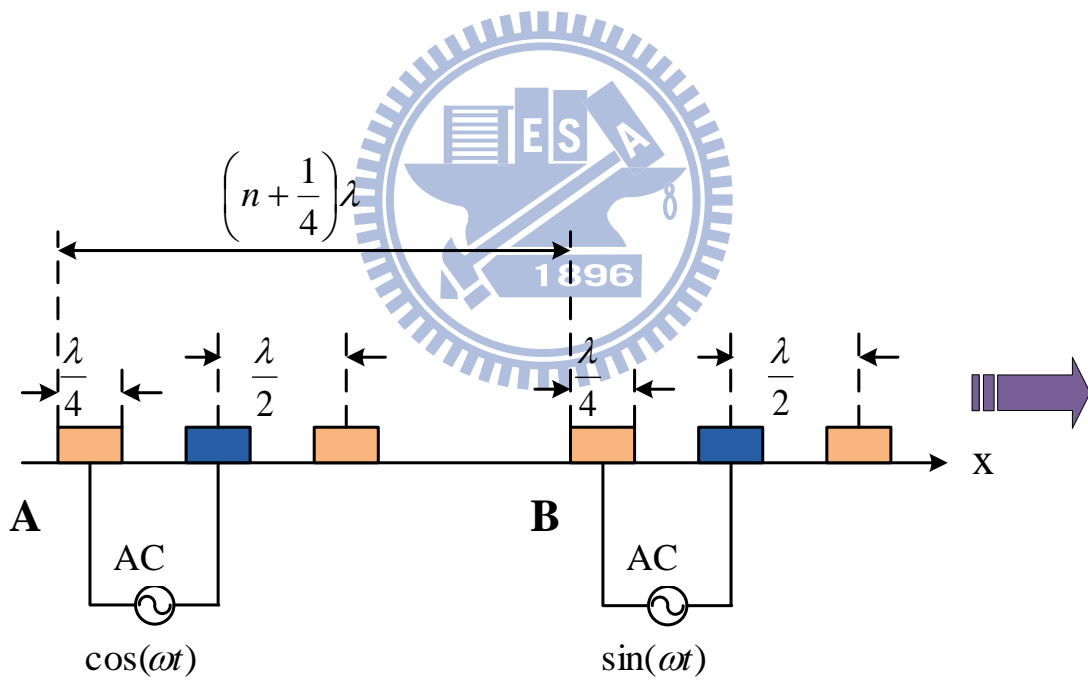 E S A
(n + 1/4)λ
1896
λ/4 λ/2 λ/4 λ/2
x
A B
AC AC
cos(ωt) sin(ωt)